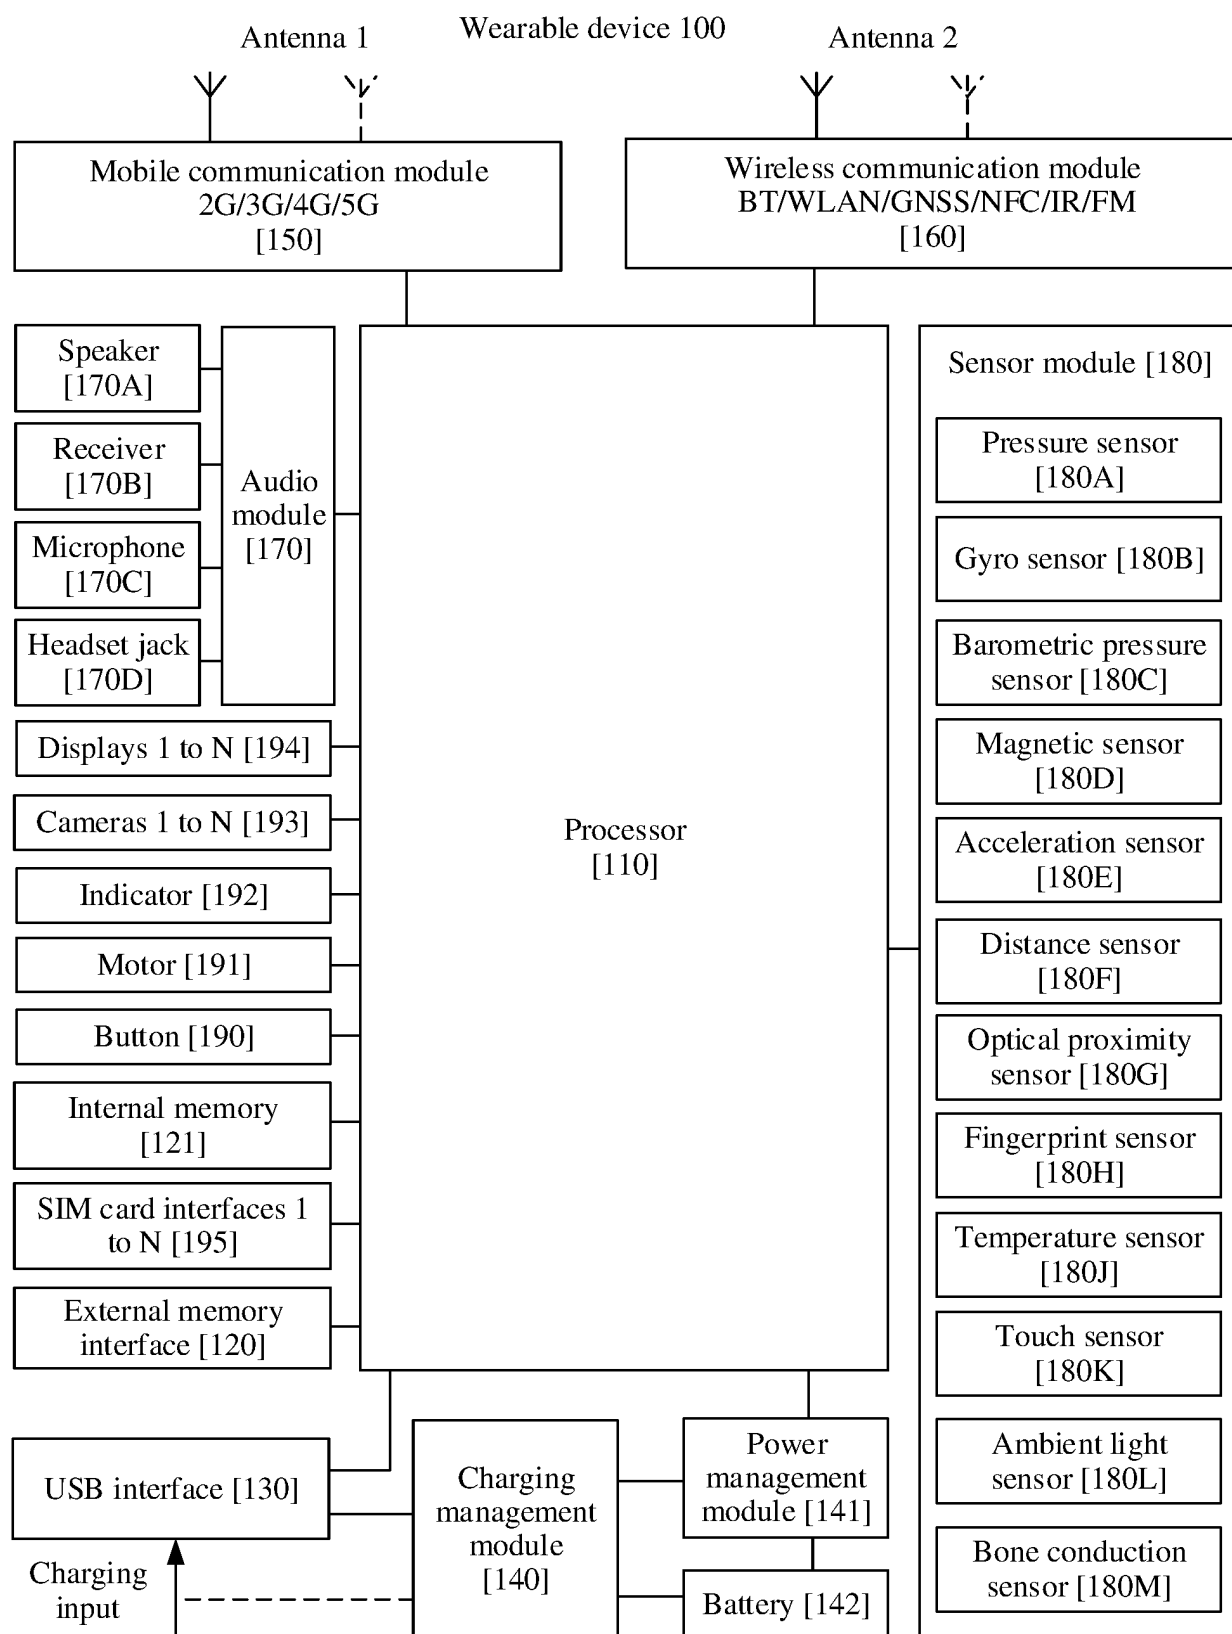 Wearable device 100
Antenna 1
Antenna 2
Mobile communication module
2G/3G/4G/5G
[150]
Wireless communication module
BT/WLAN/GNSS/NFC/IR/FM
[160]
Speaker
[170A]
Receiver
[170B]
Microphone
[170C]
Headset jack
[170D]
Audio
module
[170]
Displays 1 to N [194]
Cameras 1 to N [193]
Indicator [192]
Motor [191]
Button [190]
Internal memory
[121]
SIM card interfaces 1
to N [195]
External memory
interface [120]
Processor
[110]
Sensor module [180]
Pressure sensor
[180A]
Gyro sensor [180B]
Barometric pressure
sensor [180C]
Magnetic sensor
[180D]
Acceleration sensor
[180E]
Distance sensor
[180F]
Optical proximity
sensor [180G]
Fingerprint sensor
[180H]
Temperature sensor
[180J]
Touch sensor
[180K]
Ambient light
sensor [180L]
Bone conduction
sensor [180M]
USB interface [130]
Charging
input
Charging
management
module
[140]
Power
management
module [141]
Battery [142]